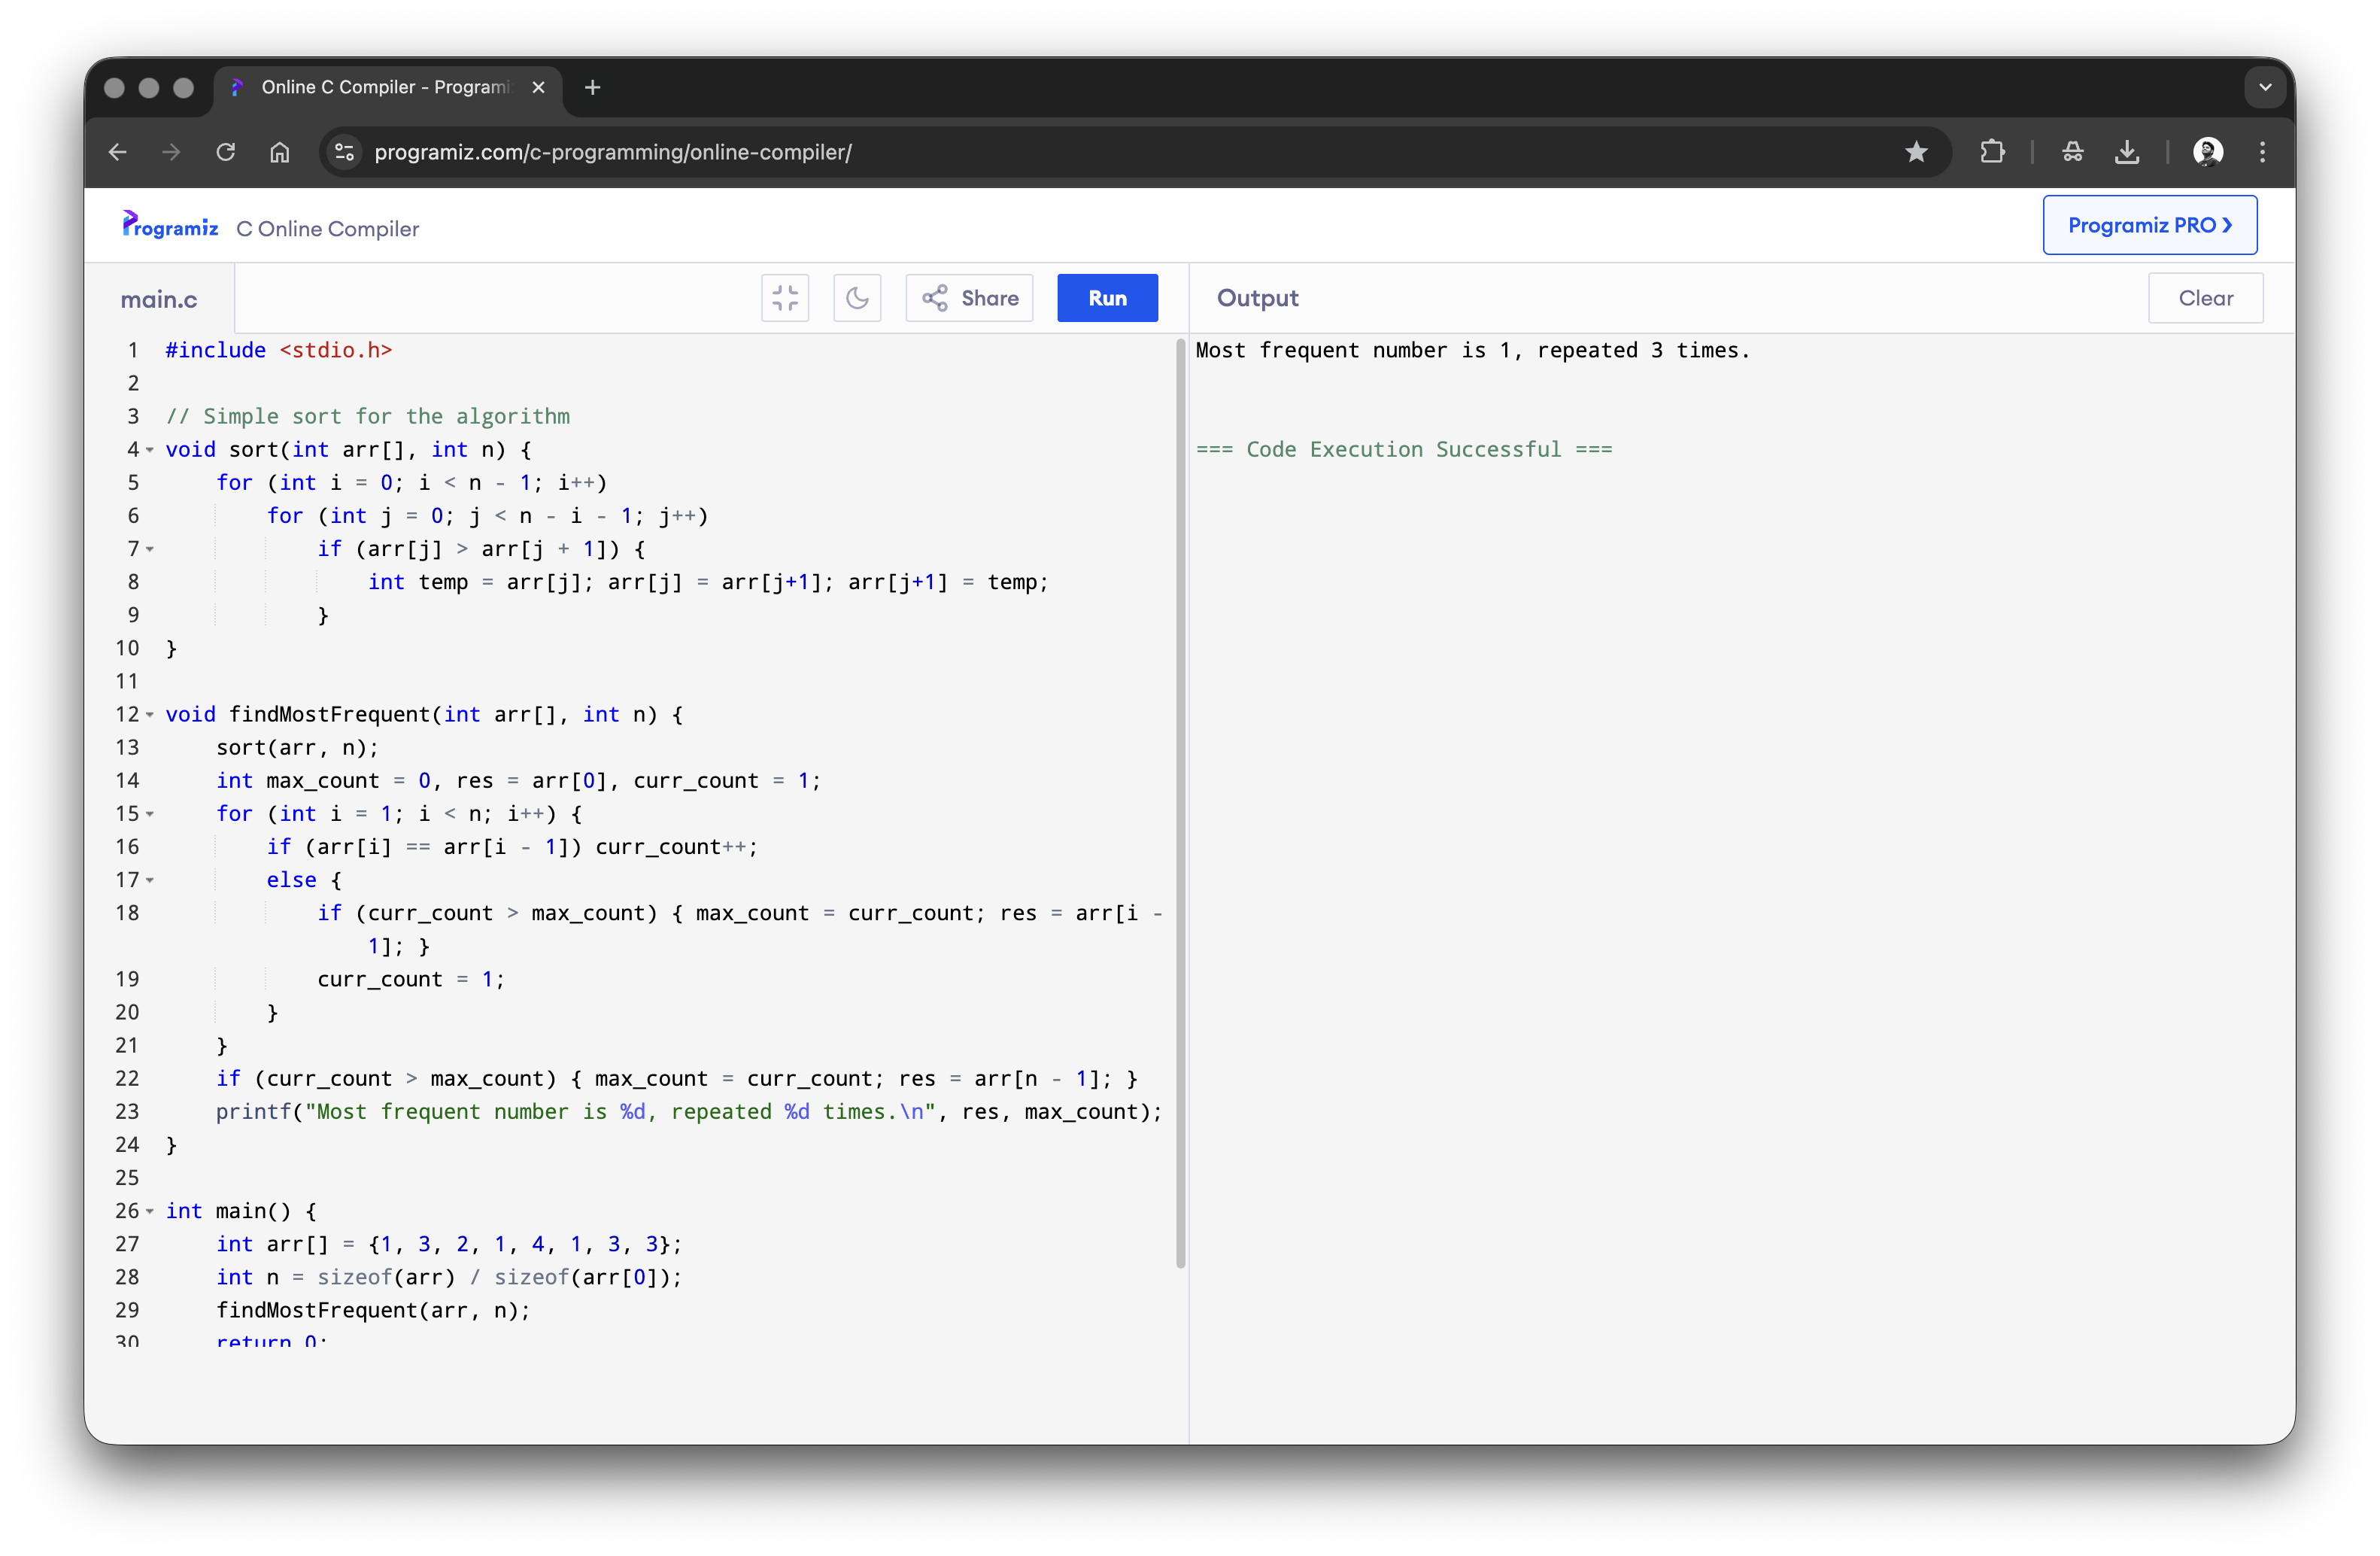 Online C Compiler - Programi
programiz.com/c-programming/online-compiler/
Programiz C Online Compiler
Programiz PRO ❯
main.c
Share
Run
Output
Clear
1 #include <stdio.h>
2
3 // Simple sort for the algorithm
4 void sort(int arr[], int n) {
5     for (int i = 0; i < n - 1; i++)
6         for (int j = 0; j < n - i - 1; j++)
7             if (arr[j] > arr[j + 1]) {
8                 int temp = arr[j]; arr[j] = arr[j+1]; arr[j+1] = temp;
9             }
10 }
11
12 void findMostFrequent(int arr[], int n) {
13     sort(arr, n);
14     int max_count = 0, res = arr[0], curr_count = 1;
15     for (int i = 1; i < n; i++) {
16         if (arr[i] == arr[i - 1]) curr_count++;
17         else {
18             if (curr_count > max_count) { max_count = curr_count; res = arr[i -
1]; }
19             curr_count = 1;
20         }
21     }
22     if (curr_count > max_count) { max_count = curr_count; res = arr[n - 1]; }
23     printf("Most frequent number is %d, repeated %d times.\n", res, max_count);
24 }
25
26 int main() {
27     int arr[] = {1, 3, 2, 1, 4, 1, 3, 3};
28     int n = sizeof(arr) / sizeof(arr[0]);
29     findMostFrequent(arr, n);
30     return 0;
Most frequent number is 1, repeated 3 times.
=== Code Execution Successful ===